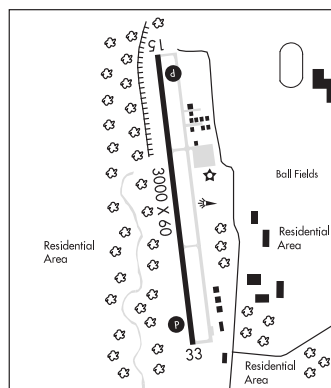 15
P
Ball Fields
3000 X 60
Residential
Area
Residential
Area
P
33
Residential
Area